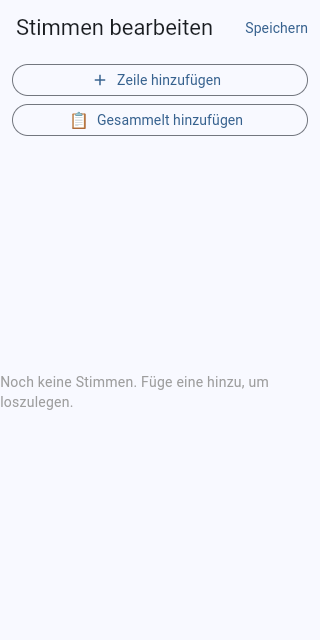 Stimmen bearbeiten
Speichern
Zeile hinzufügen
Gesammelt hinzufügen
Noch keine Stimmen. Füge eine hinzu, um
loszulegen.